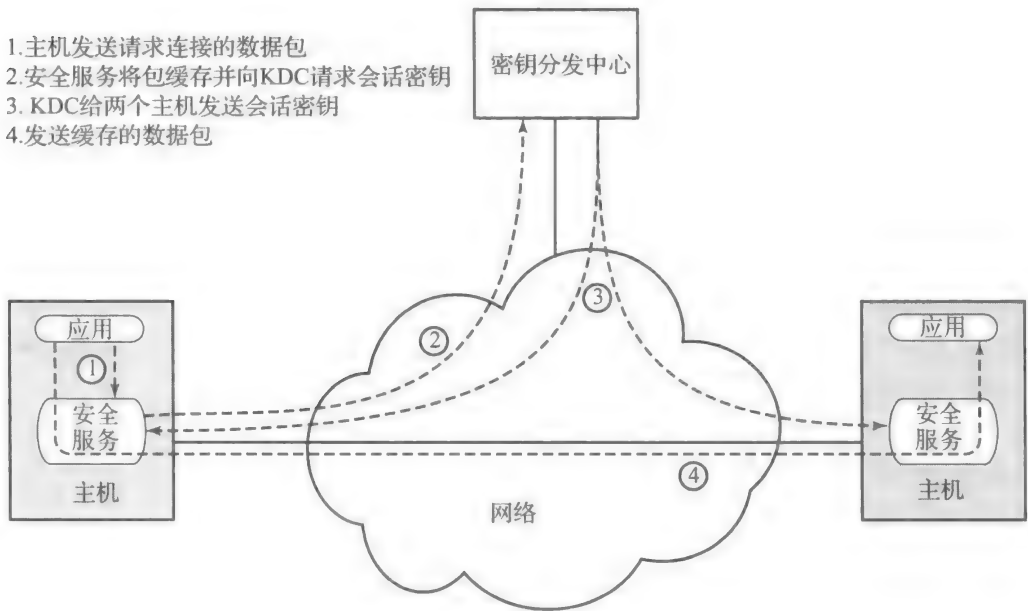 1.主机发送请求连接的数据包
2.安全服务将包缓存并向KDC请求会话密钥
3. KDC给两个主机发送会话密钥
4.发送缓存的数据包
密钥分发中心
③
②
应用
应用
①
安全
服务
安全
服务
④
主机
主机
网络